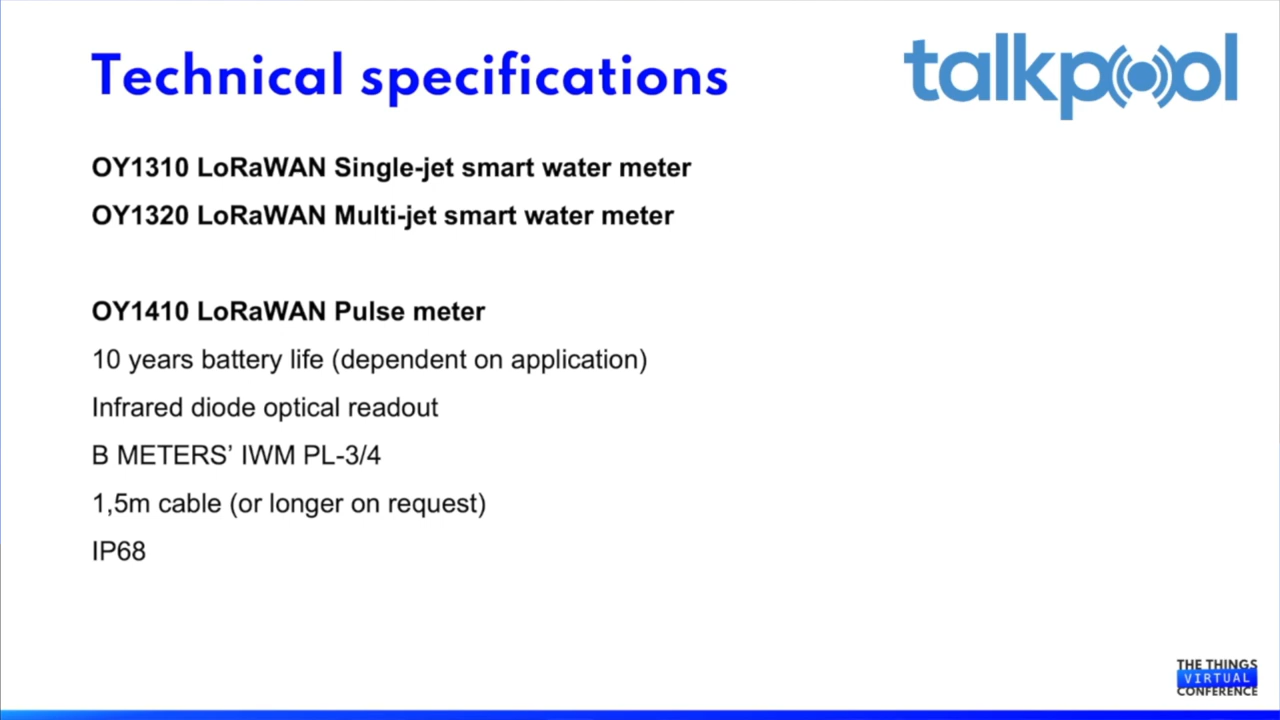 Technical specifications
talkpool
OY1310 LoRaWAN Single-jet smart water meter
OY1320 LoRaWAN Multi-jet smart water meter
OY1410 LoRaWAN Pulse meter
10 years battery life (dependent on application)
Infrared diode optical readout
B METERS’ IWM PL-3/4
1,5m cable (or longer on request)
IP68
THE THINGS
VIRTUAL
CONFERENCE